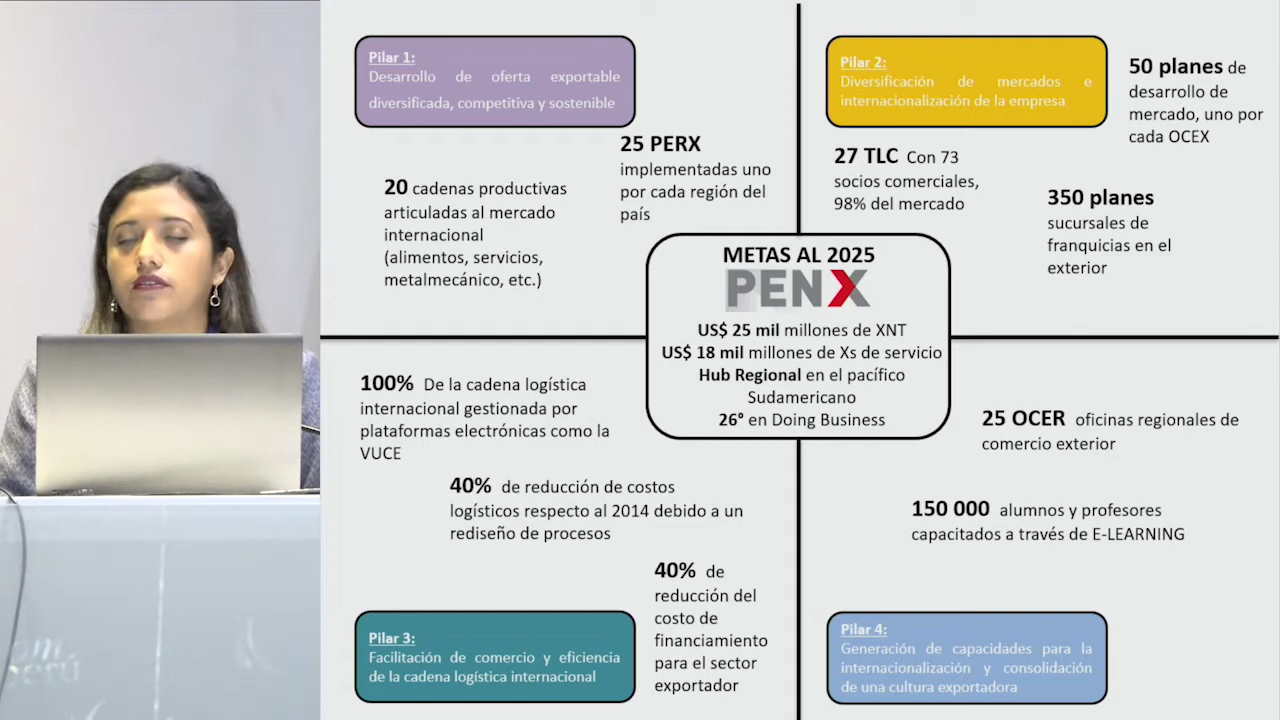 Pilar 1:
Desarrollo de oferta exportable
diversificada, competitiva y sostenible
25 PERX
implementadas uno
por cada región del
país
20 cadenas productivas
articuladas al mercado
internacional
(alimentos, servicios,
metalmecánico, etc.)
Pilar 2:
Diversificación de mercados e
internacionalización de la empresa
50 planes de
desarrollo de
mercado, uno por
cada OCEX
27 TLC Con 73
socios comerciales,
98% del mercado
350 planes
sucursales de
franquicias en el
exterior
METAS AL 2025
PENX
US$ 25 mil millones de XNT
US$ 18 mil millones de Xs de servicio
Hub Regional en el pacífico
Sudamericano
26° en Doing Business
100% De la cadena logística
internacional gestionada por
plataformas electrónicas como la
VUCE
40% de reducción de costos
logísticos respecto al 2014 debido a un
rediseño de procesos
40% de
reducción del
costo de
financiamiento
para el sector
exportador
Pilar 3:
Facilitación de comercio y eficiencia
de la cadena logística internacional
25 OCER oficinas regionales de
comercio exterior
150 000 alumnos y profesores
capacitados a través de E-LEARNING
Pilar 4:
Generación de capacidades para la
internacionalización y consolidación
de una cultura exportadora